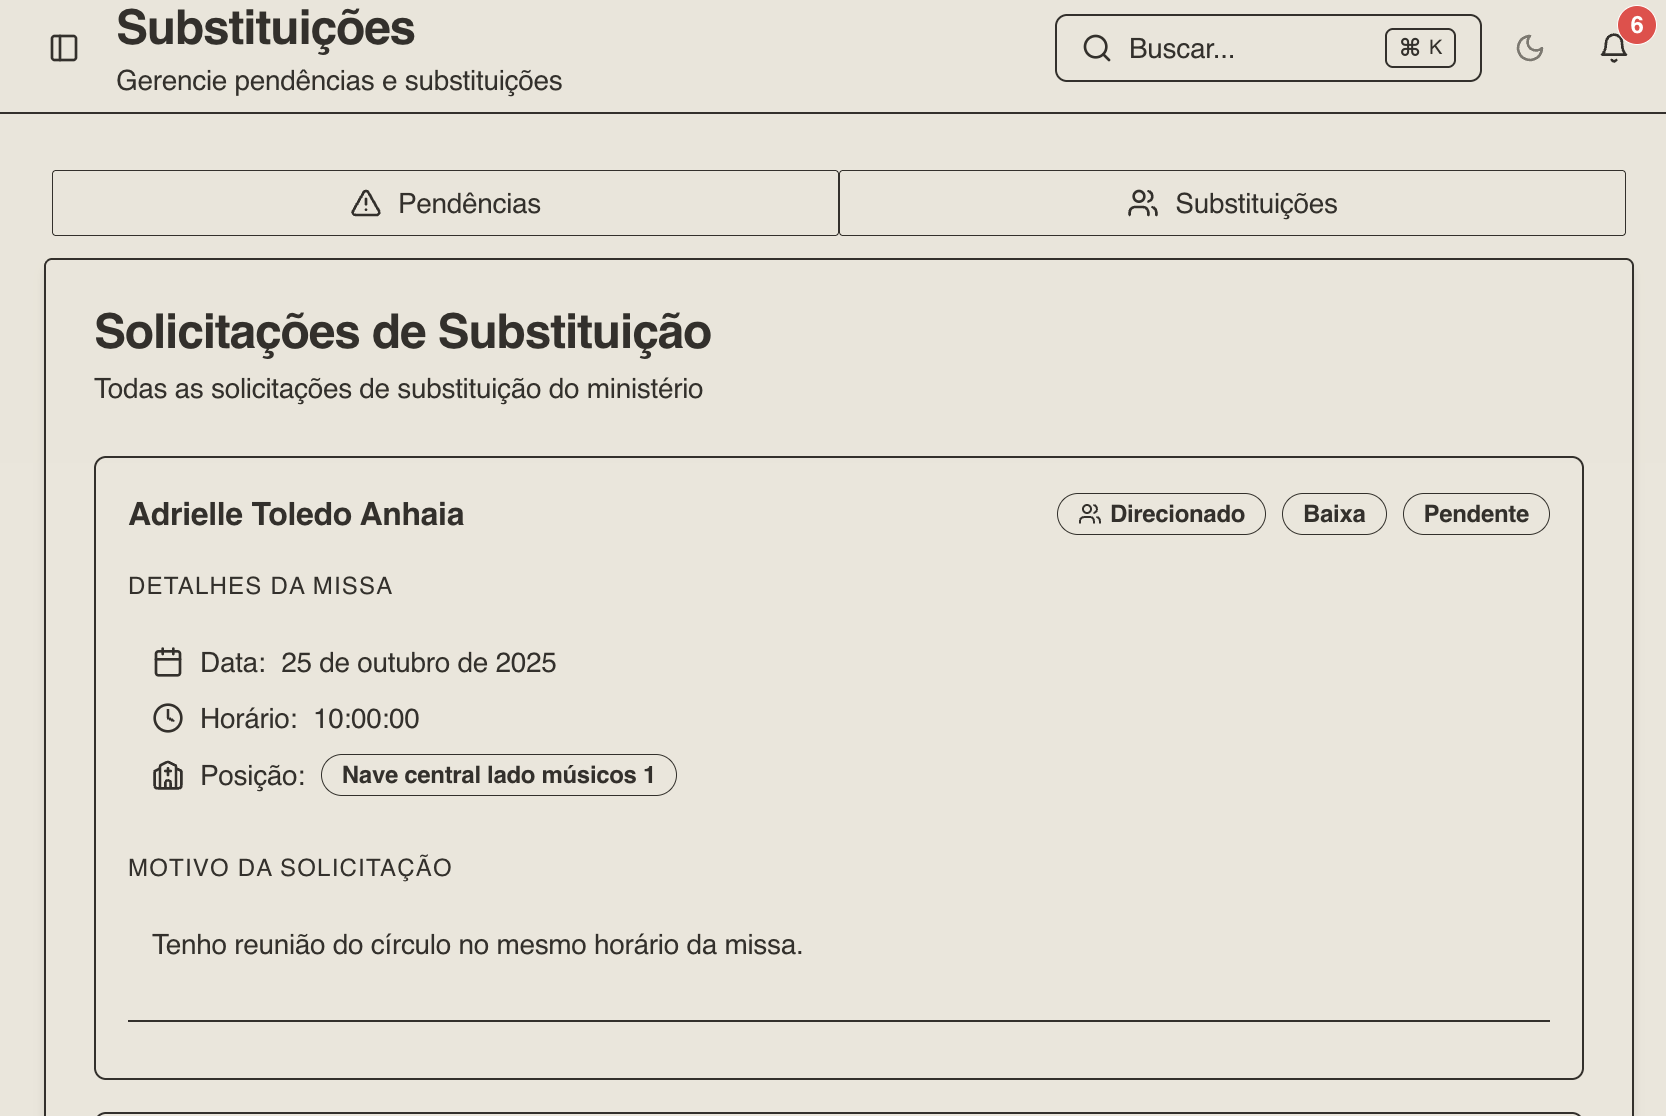 Substituições
Gerencie pendências e substituições
Buscar...
⌘ K
6
Pendências
Substituições
Solicitações de Substituição
Todas as solicitações de substituição do ministério
Adrielle Toledo Anhaia
Direcionado
Baixa
Pendente
DETALHES DA MISSA
Data: 25 de outubro de 2025
Horário: 10:00:00
Posição: Nave central lado músicos 1
MOTIVO DA SOLICITAÇÃO
Tenho reunião do círculo no mesmo horário da missa.